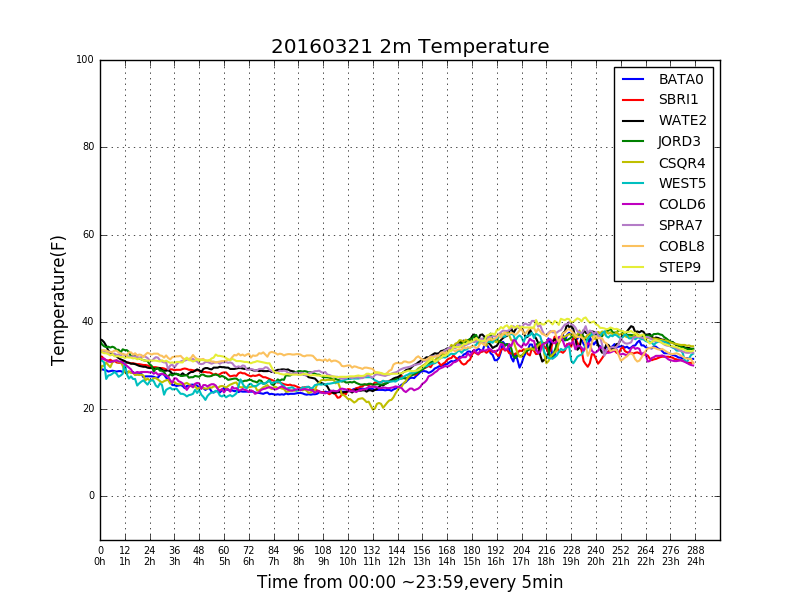 20160321 2m Temperature
100
80
60
40
20
0
Temperature(F)
BATA0
SBRI1
WATE2
JORD3
CSQR4
WEST5
COLD6
SPRA7
COBL8
STEP9
0 12 24 36 48 60 72 84 96 108 120 132 144 156 168 180 192 204 216 228 240 252 264 276 288
0h 1h 2h 3h 4h 5h 6h 7h 8h 9h 10h 11h 12h 13h 14h 15h 16h 17h 18h 19h 20h 21h 22h 23h 24h
Time from 00:00 ~23:59,every 5min